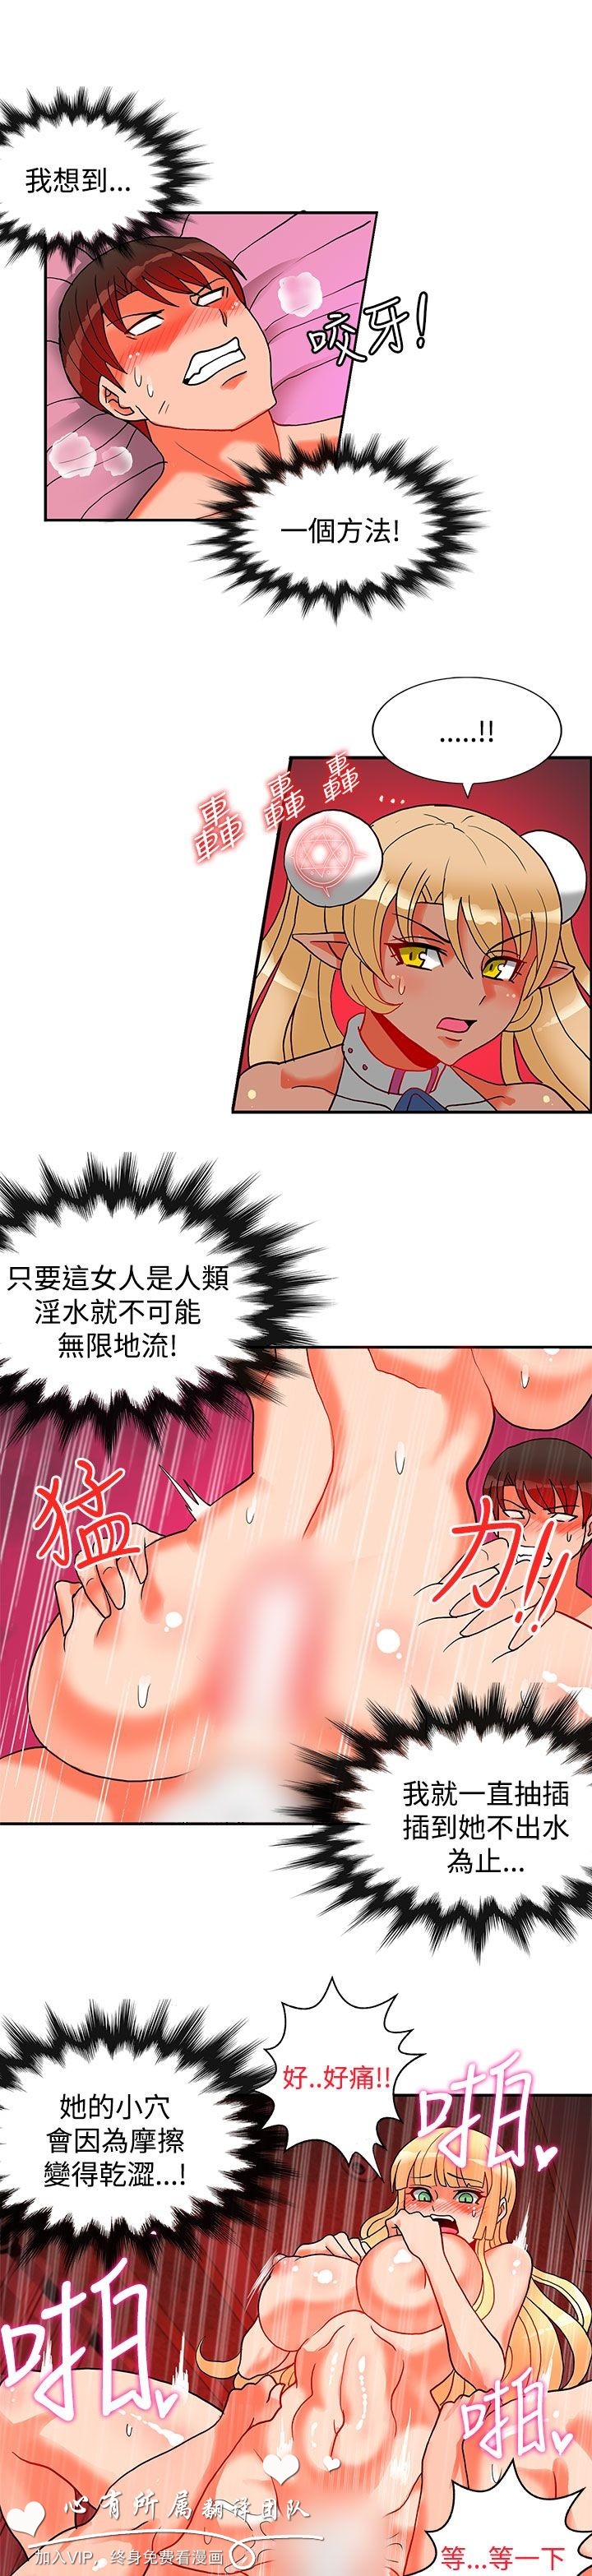 我想到...
咬牙!
一個方法!
.....!!
轟
轟
轟
只要這女人是人類
淫水就不可能
無限地流!
猛
力!!
我就一直抽插
插到她不出水
為止...
好..好痛!!
啪
她的小穴
會因為摩擦
變得乾澀...!
啪
啪
等...等一下
心有所属翻译团队
加入VIP，终身免费看漫画